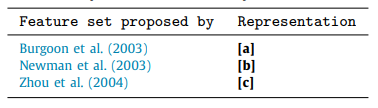 Feature set proposed by Representation
Burgoon et al. (2003) [a]
Newman et al. (2003) [b]
Zhou et al. (2004) [c]